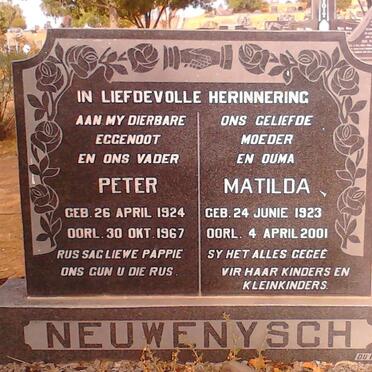 IN LIEFDEVOLLE HERINNERING
AAN MY DIERBARE
EGGENOOT
EN ONS VADER
PETER
GEB. 26 APRIL 1924
OORL. 30 OKT. 1967
RUS SAG LIEWE PAPPIE
ONS GUN U DIE RUS.
ONS GELIEFDE
MOEDER
EN OUMA
MATILDA
GEB. 24 JUNIE 1923
OORL. 4 APRIL 2001
SY HET ALLES GEGEE
VIR HAAR KINDERS EN
KLEINKINDERS.
NEUWENYSCH